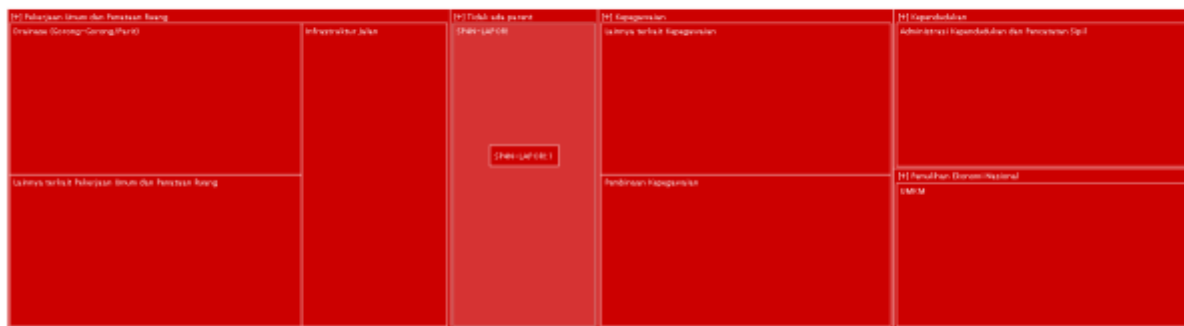 [+] Pekerjaan Umum dan Penataan Ruang
Drainase (Gorong-Gorong/Parit)
Infrastruktur Jalan
Lainnya terkait Pekerjaan Umum dan Penataan Ruang
[+] Tidak ada parent
SP4N-LAPOR!
SP4N-LAPOR!: 1
[+] Kepegawaian
Lainnya terkait Kepegawaian
Pembinaan Kepegawaian
[+] Kependudukan
Administrasi Kependudukan dan Pencatatan Sipil
[+] Pemulihan Ekonomi Nasional
UMKM